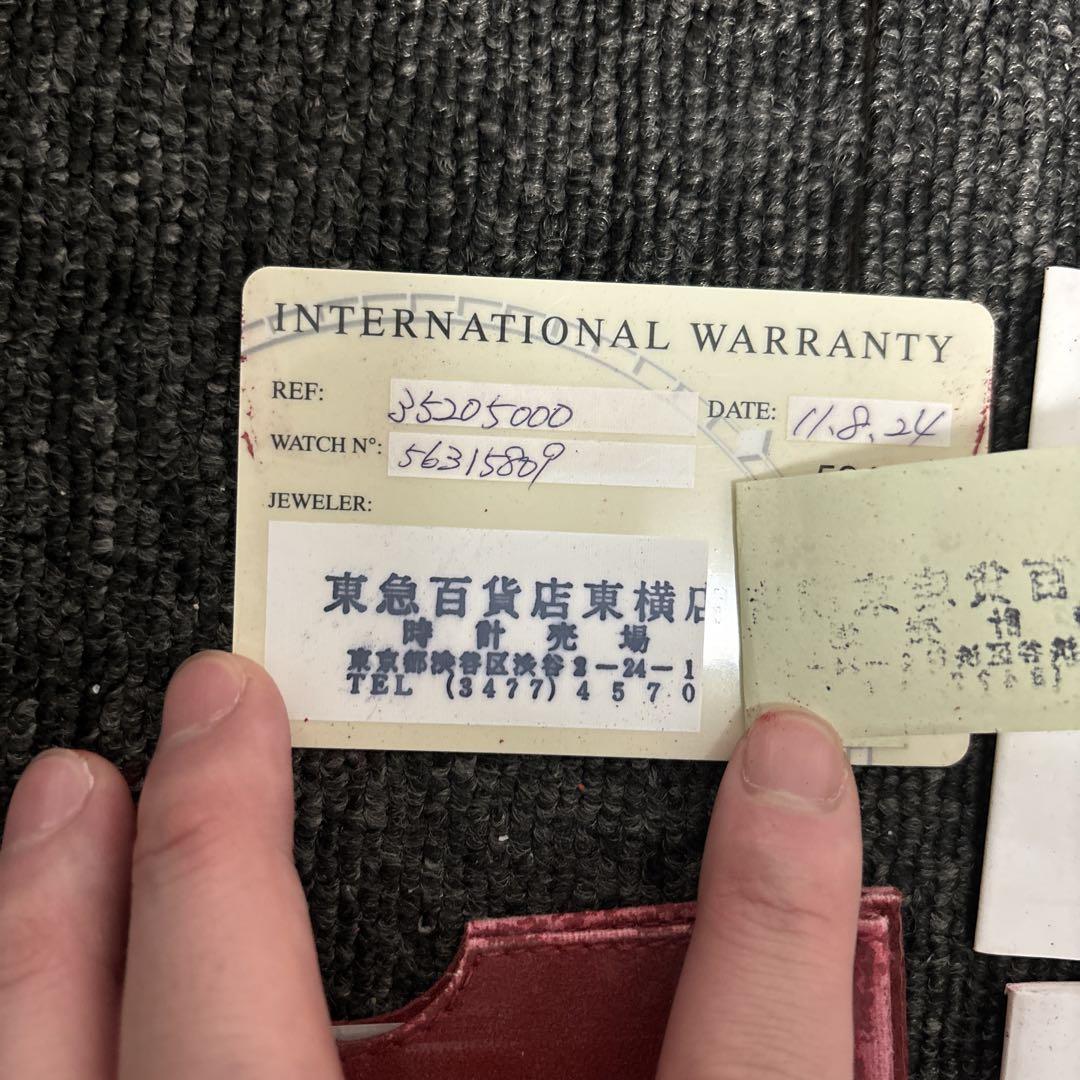 INTERNATIONAL WARRANTY
REF: 35205000 DATE: 11.8.24
WATCH N°: 56315809
JEWELER:
東急百貨店東横店
時計売場
東京都渋谷区渋谷2-24-1
TEL (3477)4570